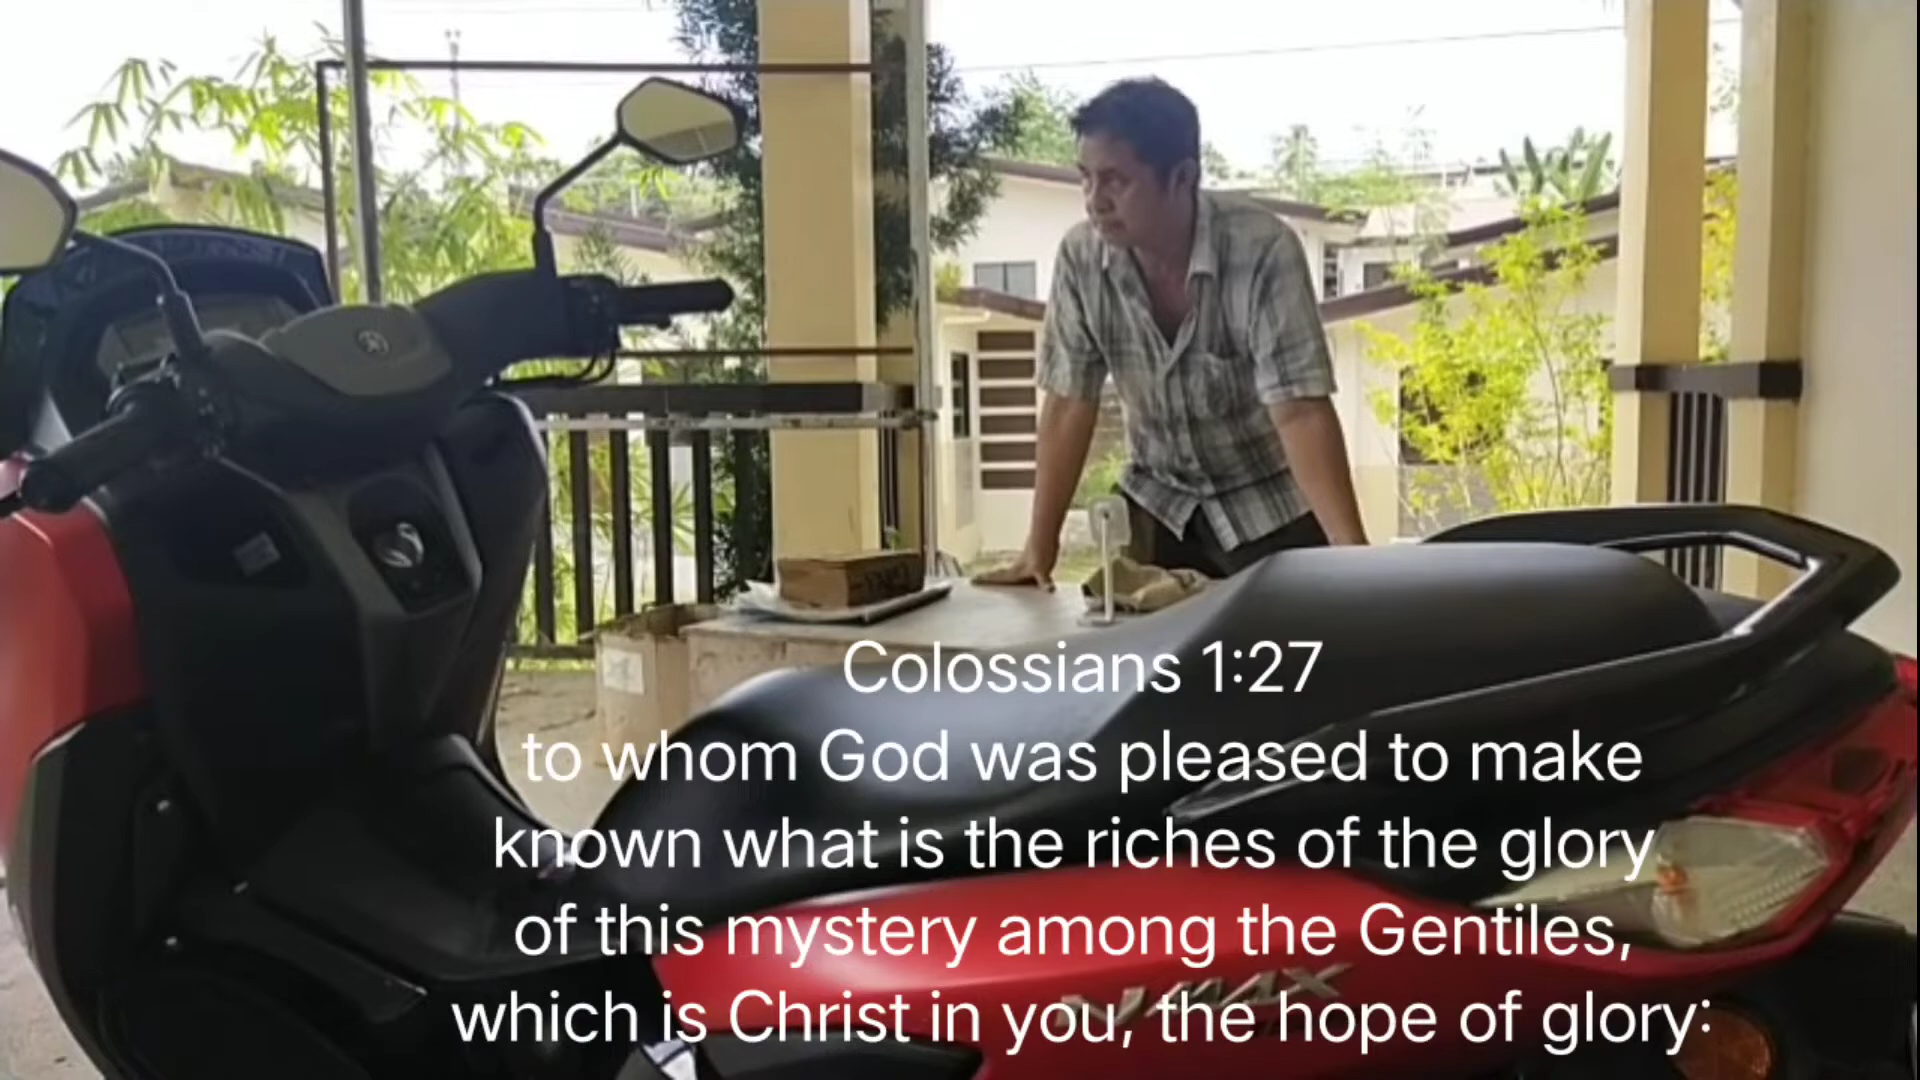 Colossians 1:27
to whom God was pleased to make
known what is the riches of the glory
of this mystery among the Gentiles,
which is Christ in you, the hope of glory:
NMAX